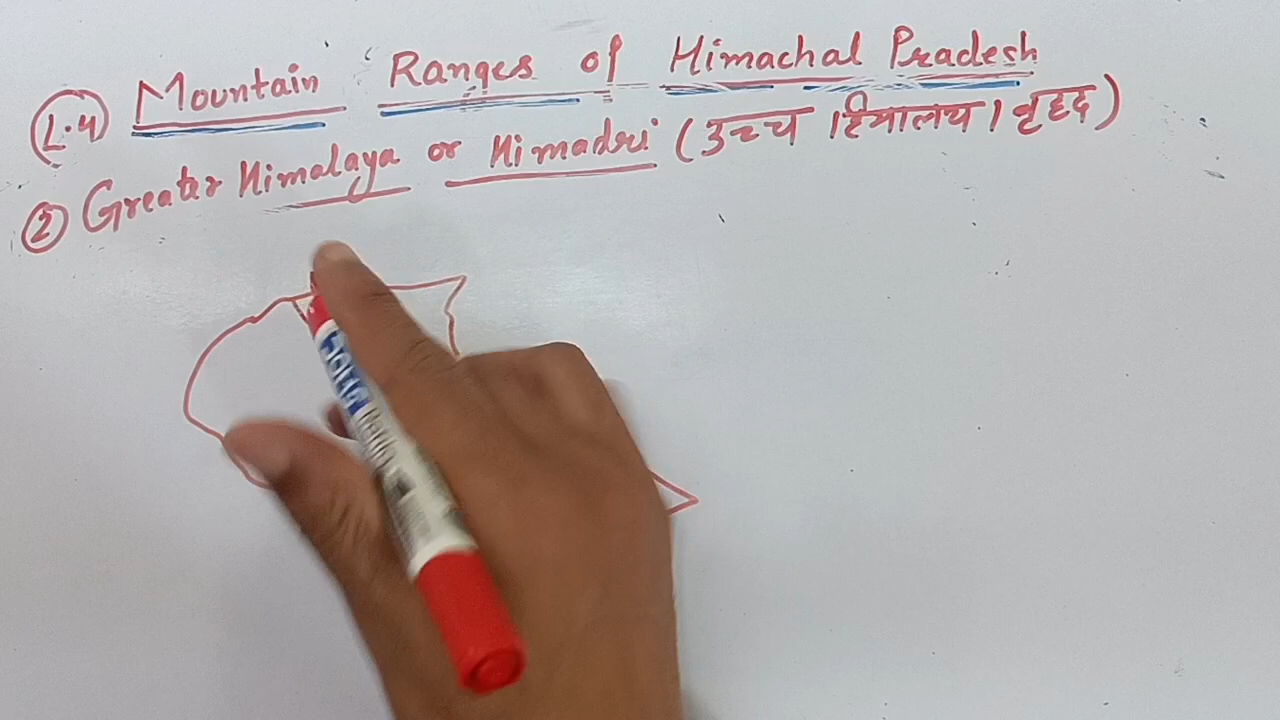 L.4 Mountain Ranges of Himachal Pradesh
② Greater Himalaya or Himadri (उच्च हिमालय। वृहद)